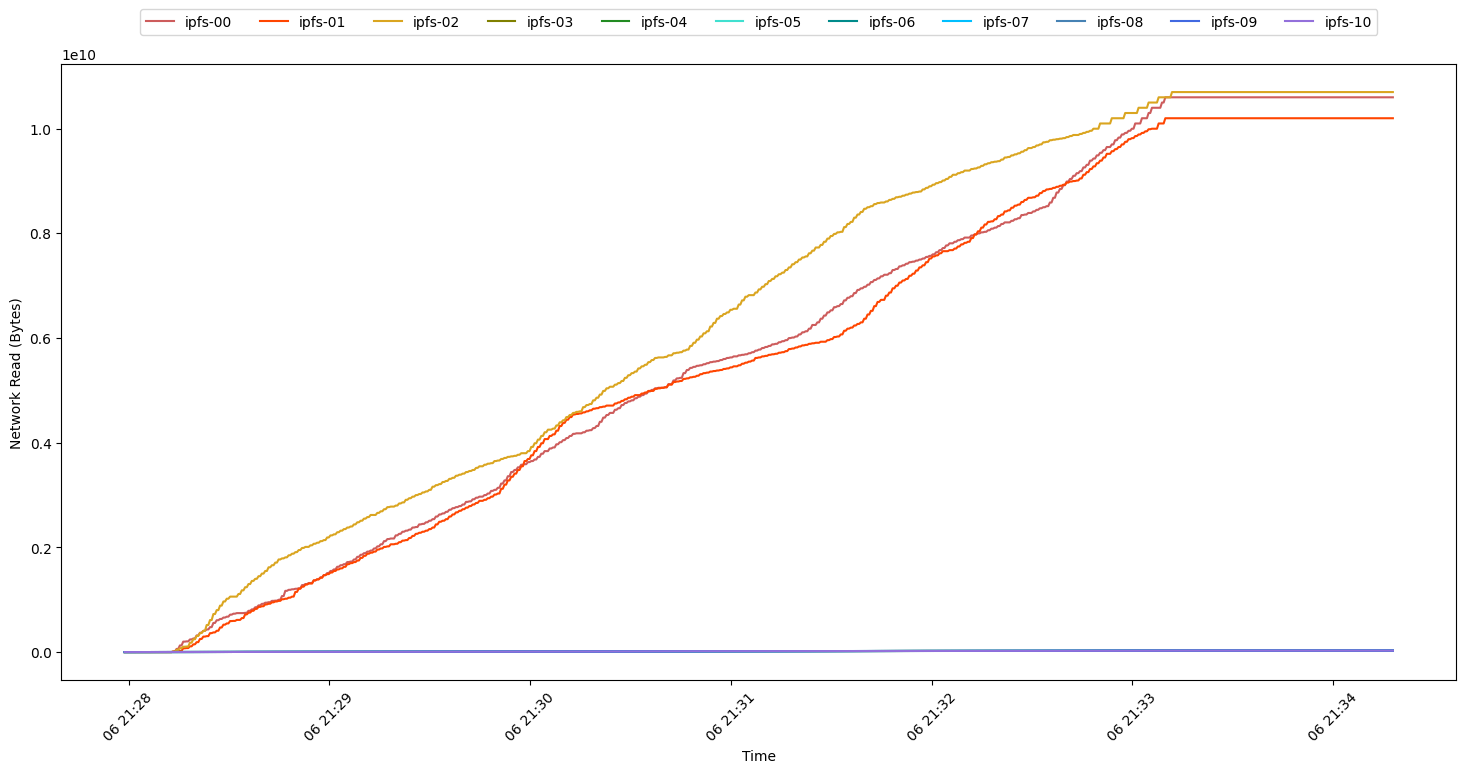 ipfs-00 ipfs-01 ipfs-02 ipfs-03 ipfs-04 ipfs-05 ipfs-06 ipfs-07 ipfs-08 ipfs-09 ipfs-10
1e10
1.0
0.8
0.6
0.4
0.2
0.0
Network Read (Bytes)
06 21:28 06 21:29 06 21:30 06 21:31 06 21:32 06 21:33 06 21:34
Time